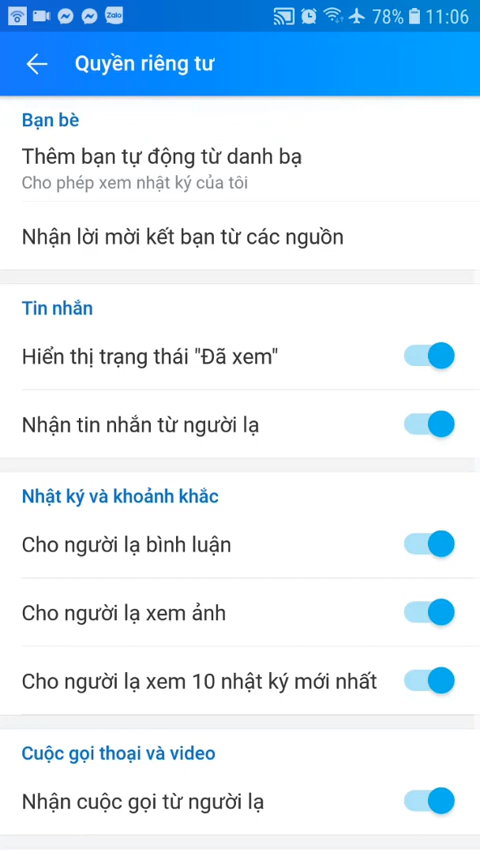 Zalo 78% 11:06
Quyền riêng tư
Bạn bè
Thêm bạn tự động từ danh bạ
Cho phép xem nhật ký của tôi
Nhận lời mời kết bạn từ các nguồn
Tin nhắn
Hiển thị trạng thái "Đã xem"
Nhận tin nhắn từ người lạ
Nhật ký và khoảnh khắc
Cho người lạ bình luận
Cho người lạ xem ảnh
Cho người lạ xem 10 nhật ký mới nhất
Cuộc gọi thoại và video
Nhận cuộc gọi từ người lạ